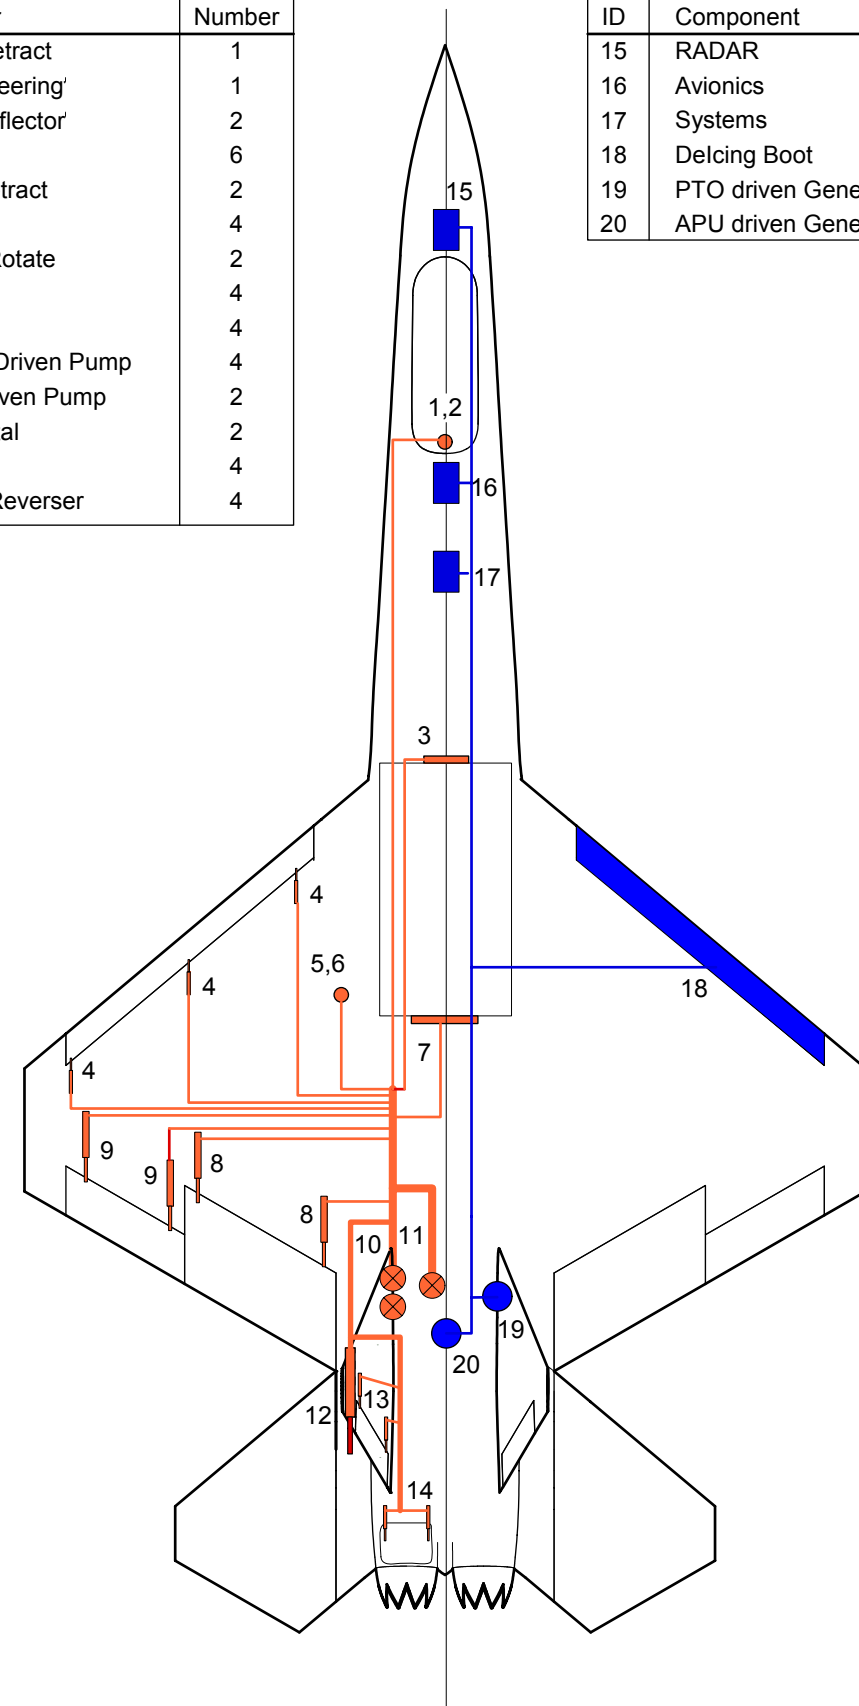 Number
etract 1
eering' 1
flector' 2
6
tract 2
4
Rotate 2
4
4
Driven Pump 4
ven Pump 2
tal 2
4
Reverser 4
ID Component
15 RADAR
16 Avionics
17 Systems
18 DeIcing Boot
19 PTO driven Gene
20 APU driven Gene
15
1,2
16
17
3
4
5,6
4
18
7
4
9
9
8
8
10
11
19
20
13
12
14